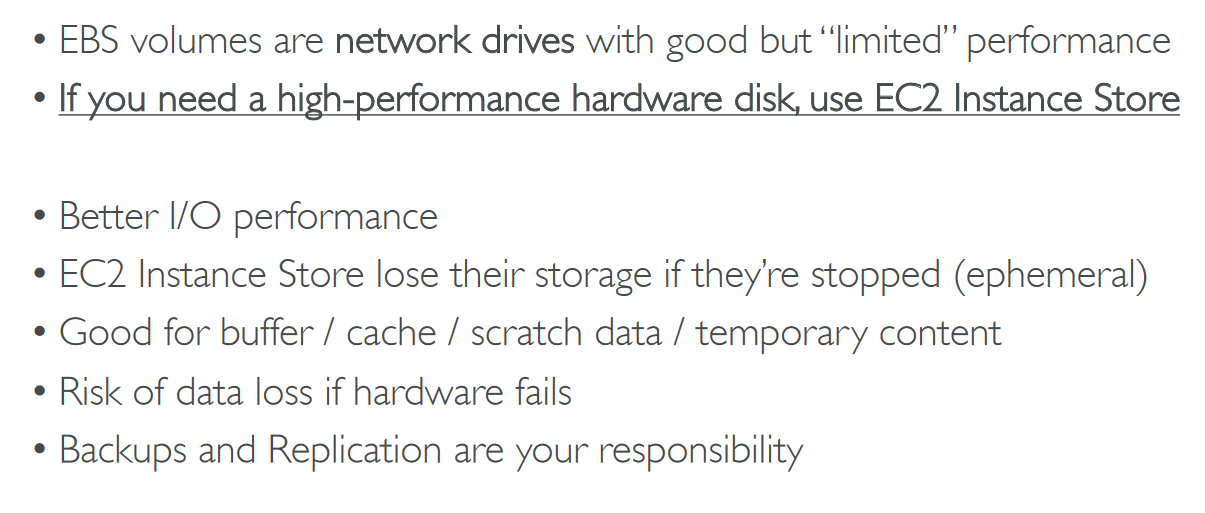 • EBS volumes are network drives with good but “limited” performance
• If you need a high-performance hardware disk, use EC2 Instance Store
• Better I/O performance
• EC2 Instance Store lose their storage if they’re stopped (ephemeral)
• Good for buffer / cache / scratch data / temporary content
• Risk of data loss if hardware fails
• Backups and Replication are your responsibility